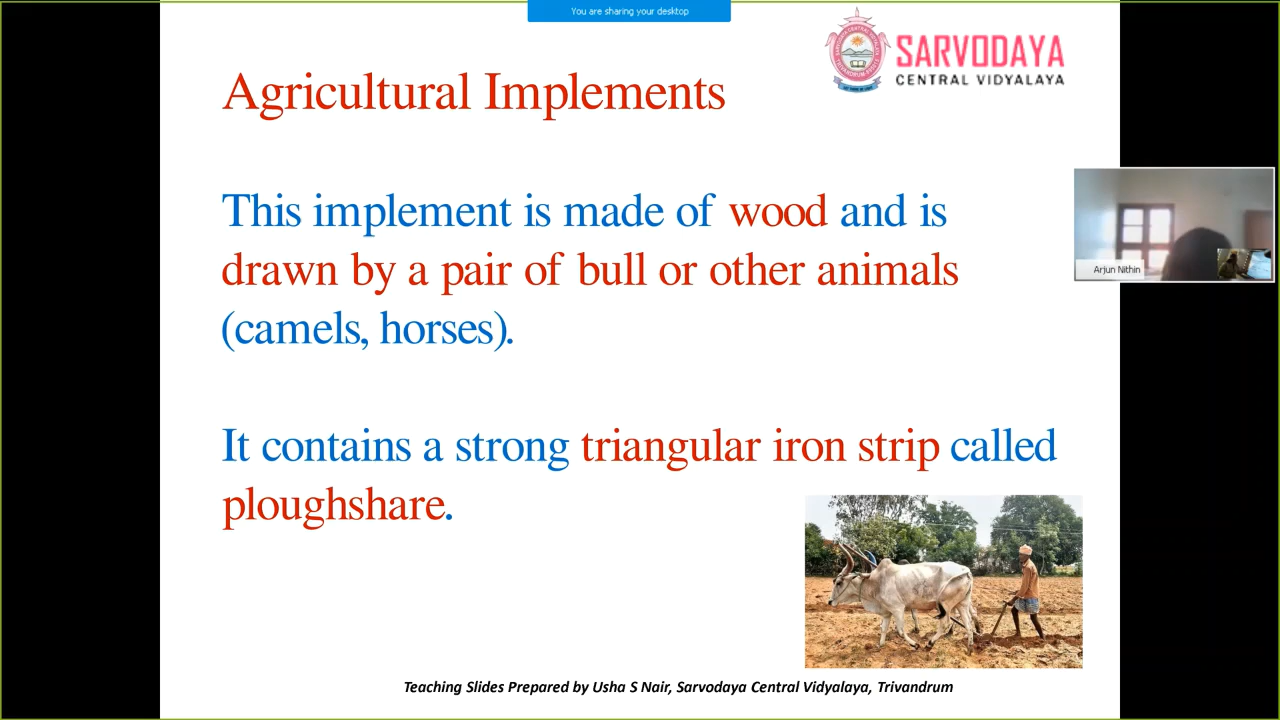 You are sharing your desktop
SARVODAYA
CENTRAL VIDYALAYA
Agricultural Implements
This implement is made of wood and is
drawn by a pair of bull or other animals
(camels, horses).
Arjun Nithin
It contains a strong triangular iron strip called
ploughshare.
Teaching Slides Prepared by Usha S Nair, Sarvodaya Central Vidyalaya, Trivandrum